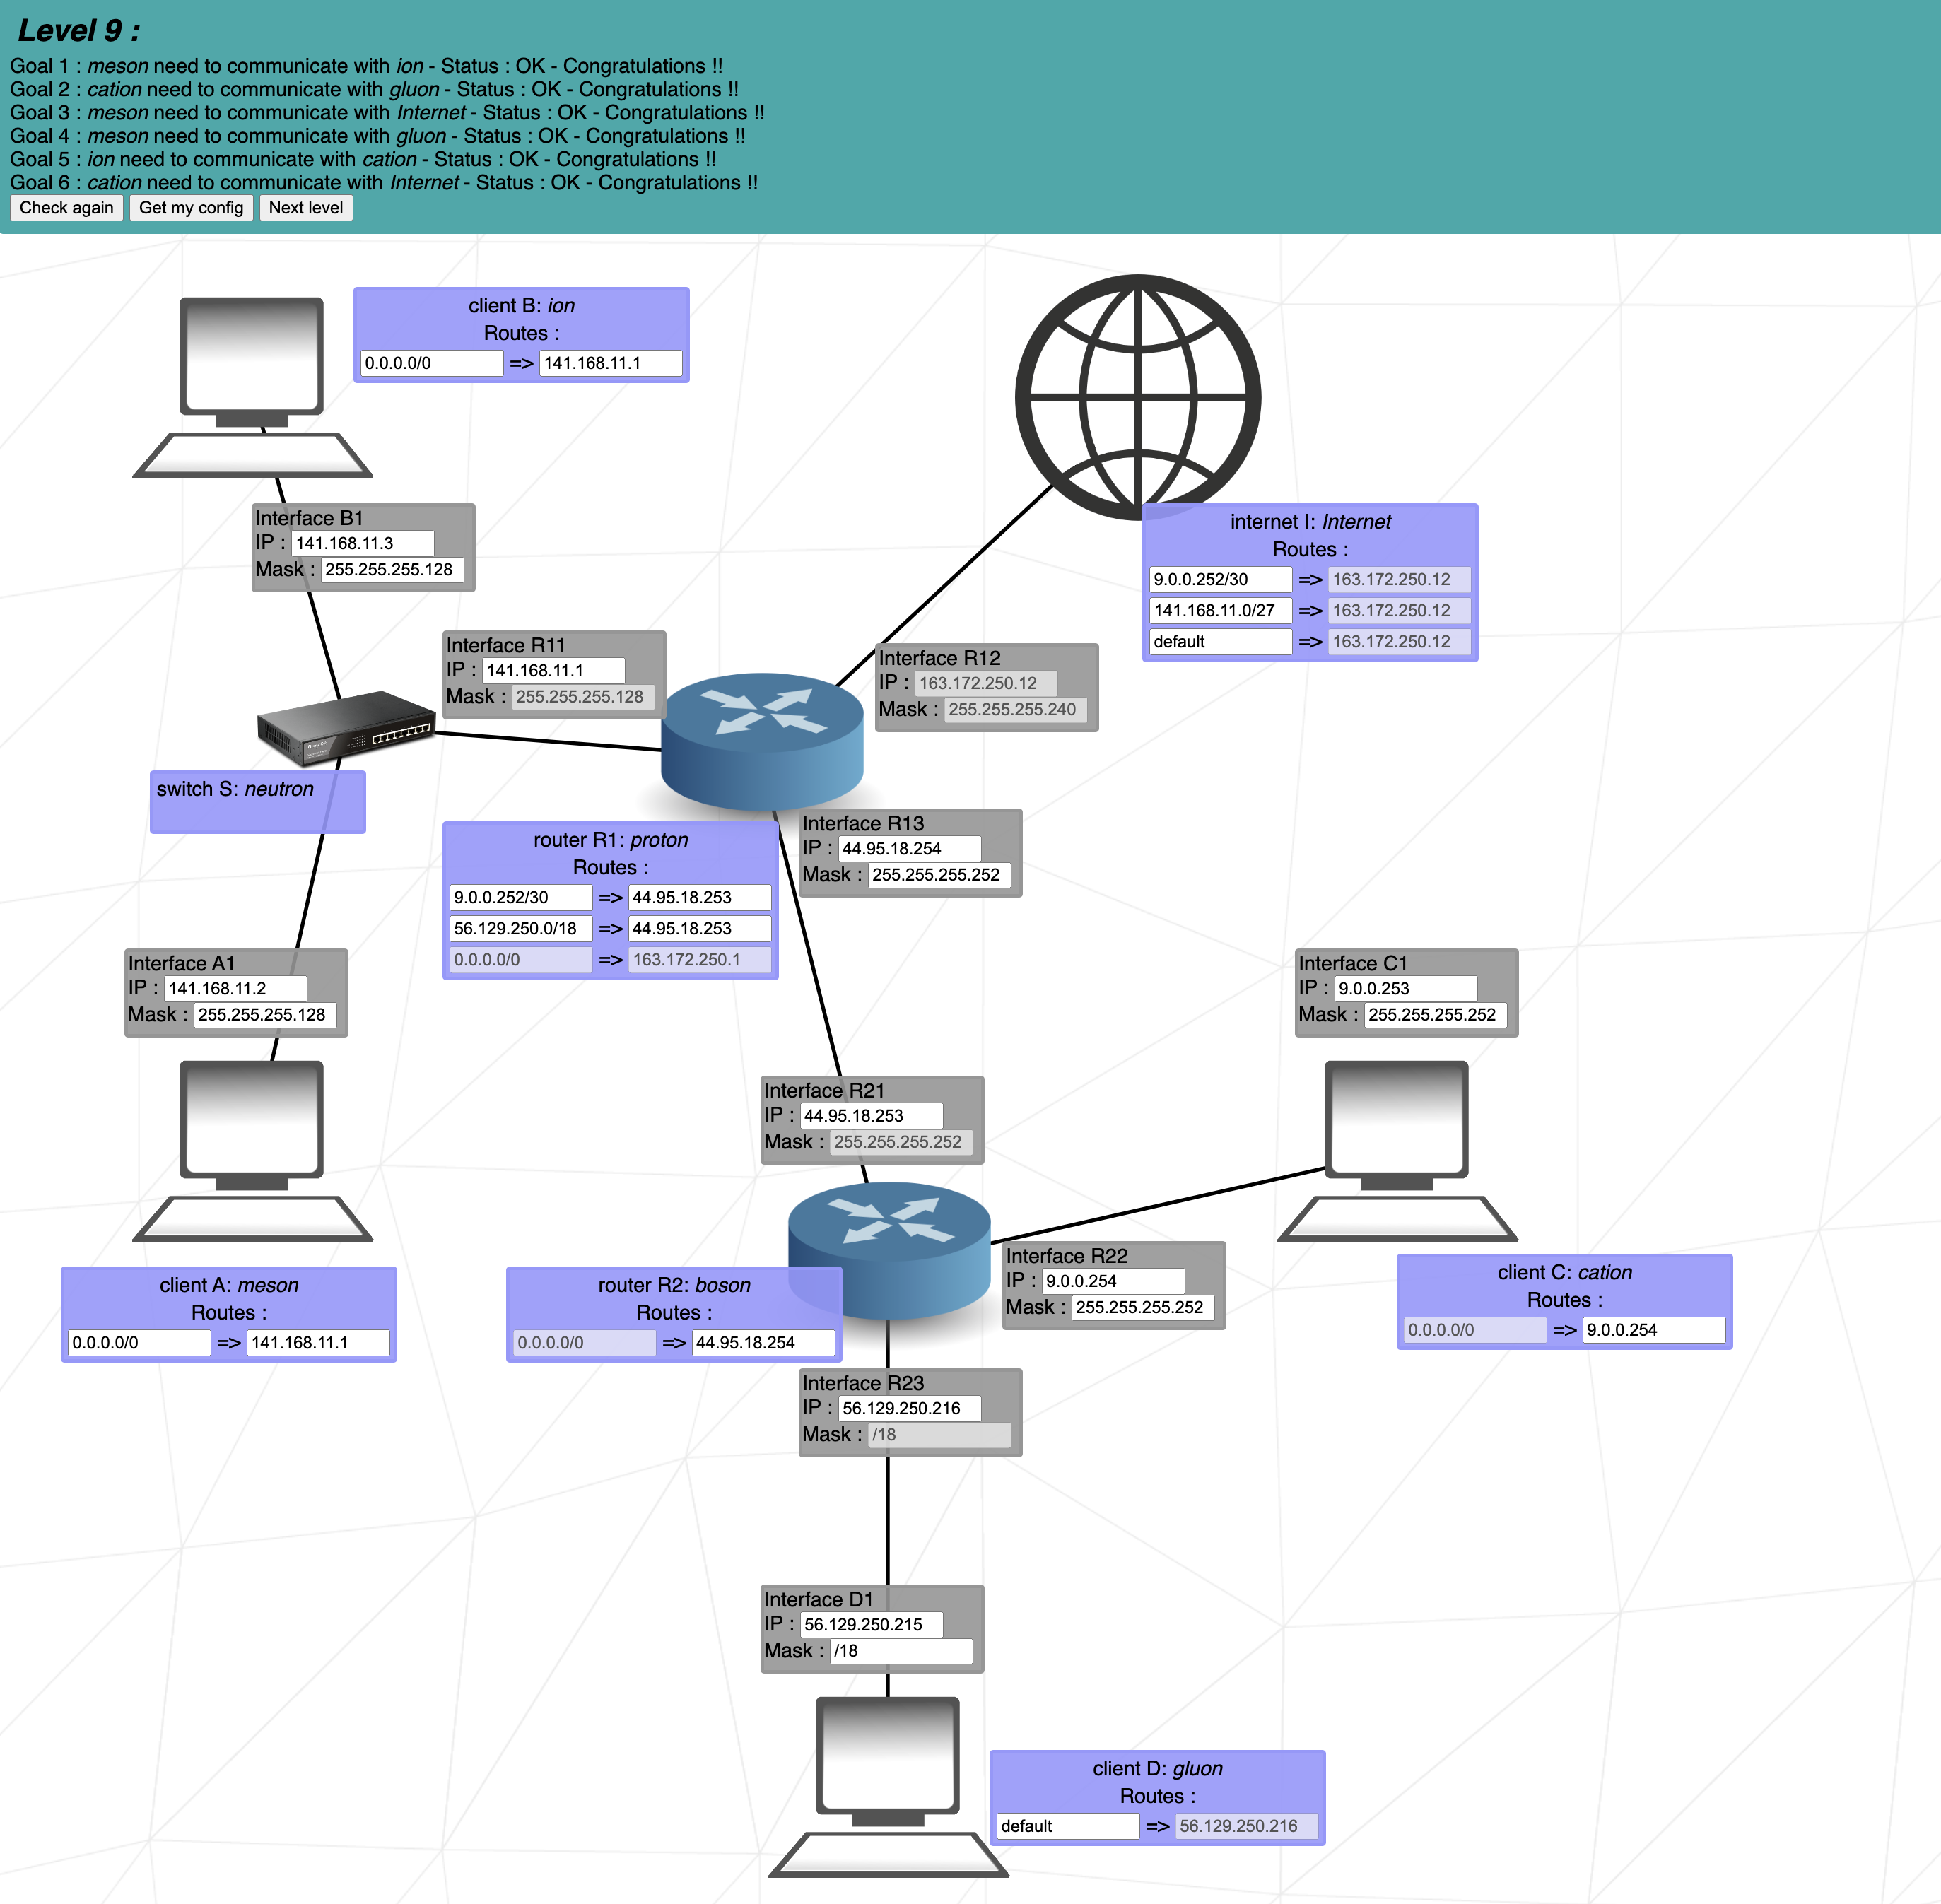 Level 9 :
Goal 1 : meson need to communicate with ion - Status : OK - Congratulations !!
Goal 2 : cation need to communicate with gluon - Status : OK - Congratulations !!
Goal 3 : meson need to communicate with Internet - Status : OK - Congratulations !!
Goal 4 : meson need to communicate with gluon - Status : OK - Congratulations !!
Goal 5 : ion need to communicate with cation - Status : OK - Congratulations !!
Goal 6 : cation need to communicate with Internet - Status : OK - Congratulations !!
Check again Get my config Next level
client B: ion
Routes :
0.0.0.0/0 => 141.168.11.1
Interface B1
IP : 141.168.11.3
Mask : 255.255.255.128
internet I: Internet
Routes :
9.0.0.252/30 => 163.172.250.12
141.168.11.0/27 => 163.172.250.12
default => 163.172.250.12
Interface R11
IP : 141.168.11.1
Mask : 255.255.255.128
Interface R12
IP : 163.172.250.12
Mask : 255.255.255.240
switch S: neutron
Interface R13
IP : 44.95.18.254
Mask : 255.255.255.252
router R1: proton
Routes :
9.0.0.252/30 => 44.95.18.253
56.129.250.0/18 => 44.95.18.253
0.0.0.0/0 => 163.172.250.1
Interface A1
IP : 141.168.11.2
Mask : 255.255.255.128
Interface C1
IP : 9.0.0.253
Mask : 255.255.255.252
Interface R21
IP : 44.95.18.253
Mask : 255.255.255.252
Interface R22
IP : 9.0.0.254
Mask : 255.255.255.252
client A: meson
Routes :
0.0.0.0/0 => 141.168.11.1
router R2: boson
Routes :
0.0.0.0/0 => 44.95.18.254
client C: cation
Routes :
0.0.0.0/0 => 9.0.0.254
Interface R23
IP : 56.129.250.216
Mask : /18
Interface D1
IP : 56.129.250.215
Mask : /18
client D: gluon
Routes :
default => 56.129.250.216